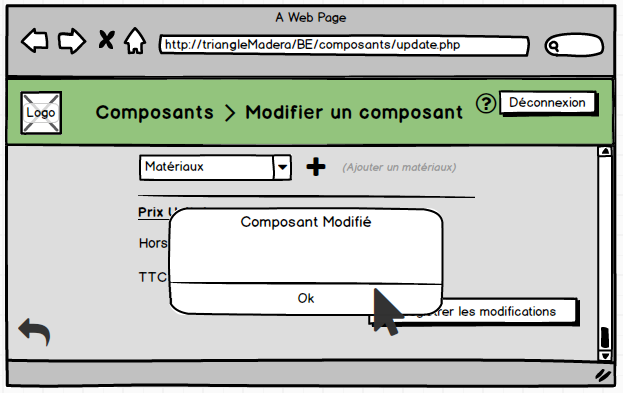 A Web Page
http://triangleMadera/BE/composants/update.php
Logo
Composants > Modifier un composant
?
Déconnexion
Matériaux
(Ajouter un matériaux)
Prix
Composant Modifié
Hors
TTC
Ok
les modifications